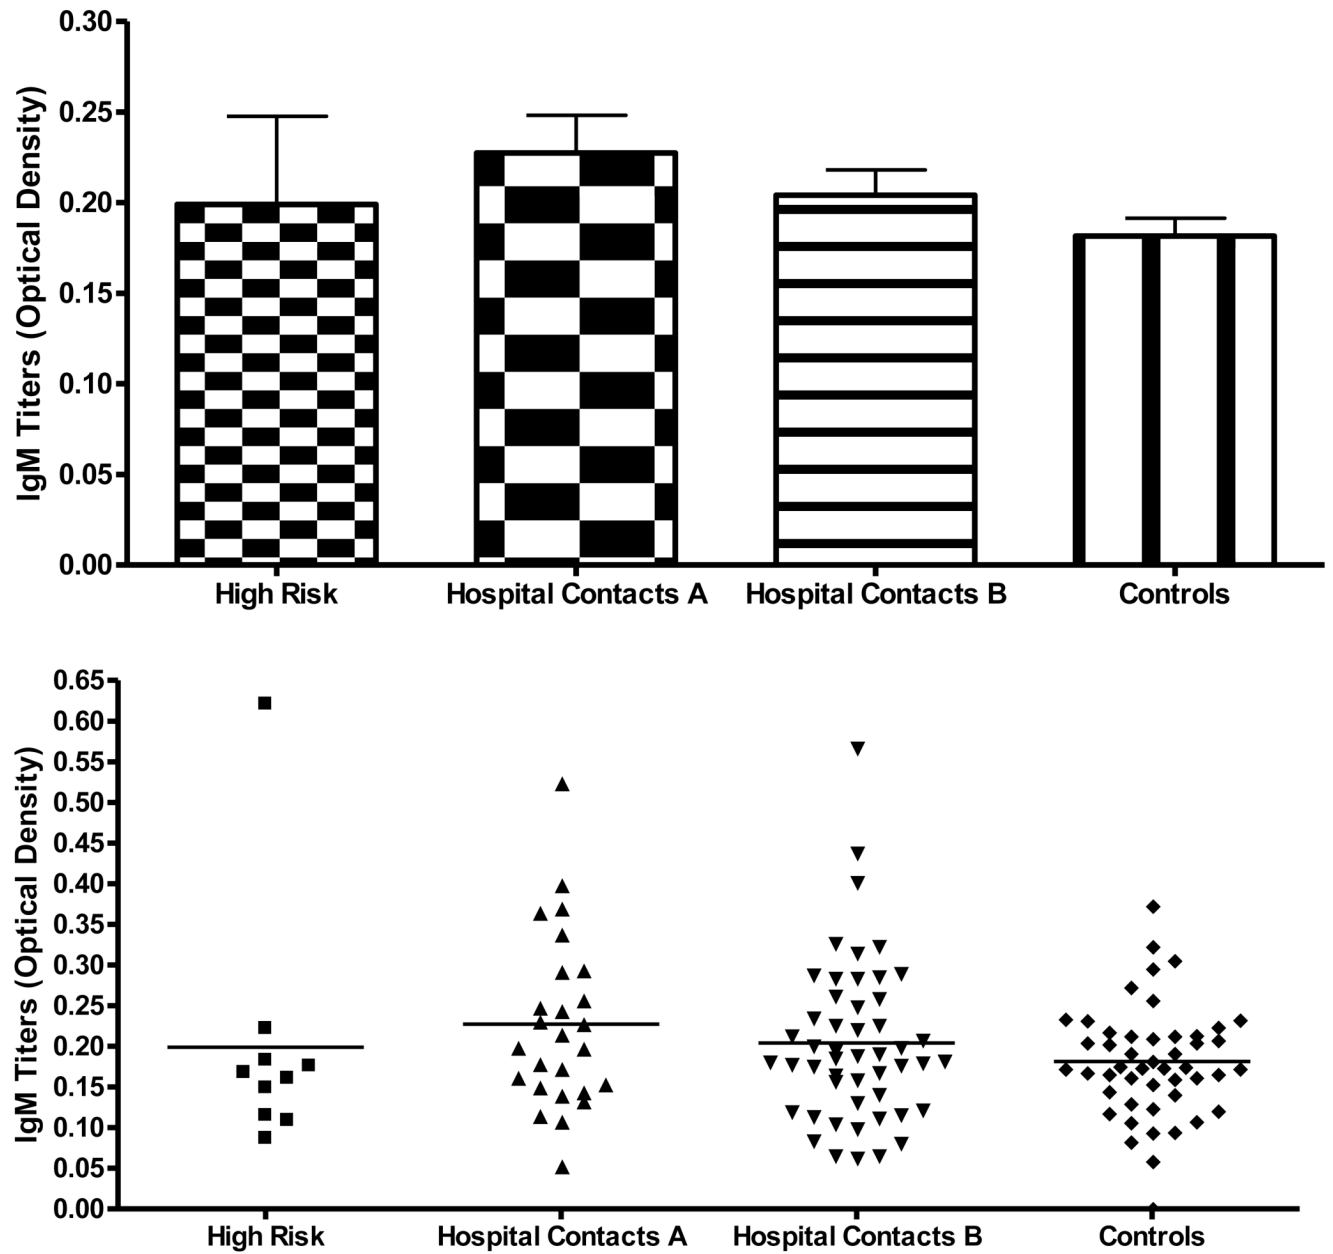 IgM Titers (Optical Density)
0.30
0.25
0.20
0.15
0.10
0.05
0.00
High Risk
Hospital Contacts A
Hospital Contacts B
Controls
IgM Titers (Optical Density)
0.65
0.60
0.55
0.50
0.45
0.40
0.35
0.30
0.25
0.20
0.15
0.10
0.05
0.00
High Risk
Hospital Contacts A
Hospital Contacts B
Controls